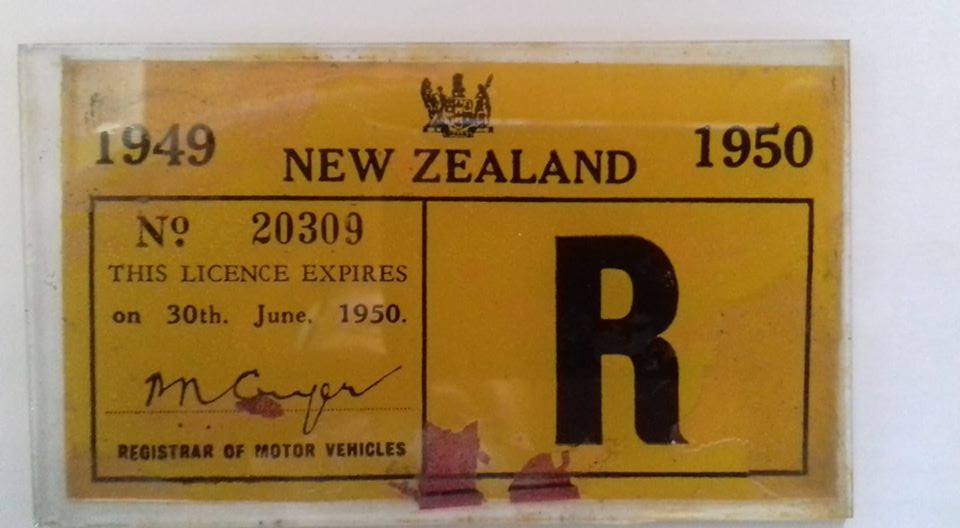 1949
NEW ZEALAND
1950
Nº 20309
THIS LICENCE EXPIRES
on 30th. June, 1950.
REGISTRAR OF MOTOR VEHICLES
R